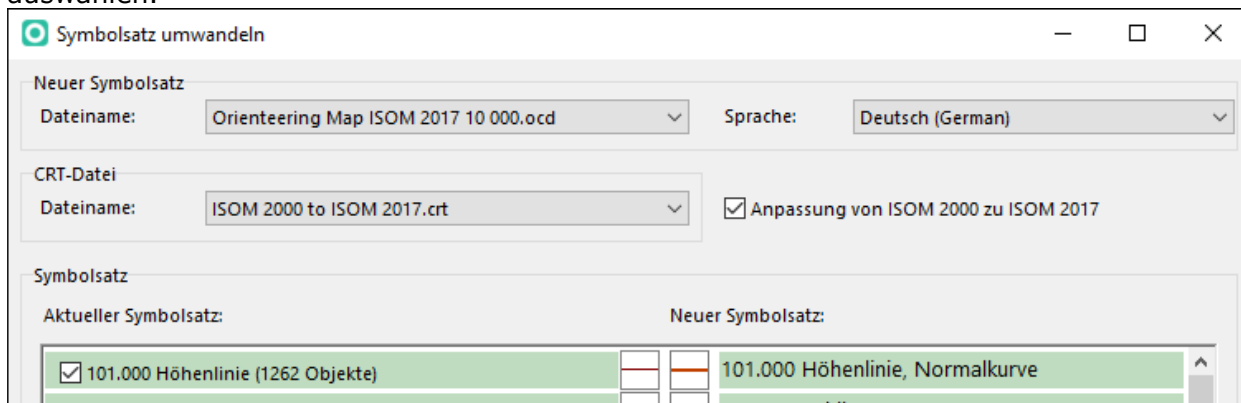 auswählen.
Symbolsatz umwandeln
Neuer Symbolsatz
Dateiname: Orienteering Map ISOM 2017 10 000.ocd Sprache: Deutsch (German)
CRT-Datei
Dateiname: ISOM 2000 to ISOM 2017.crt Anpassung von ISOM 2000 zu ISOM 2017
Symbolsatz
Aktueller Symbolsatz: Neuer Symbolsatz:
101.000 Höhenlinie (1262 Objekte) 101.000 Höhenlinie, Normalkurve